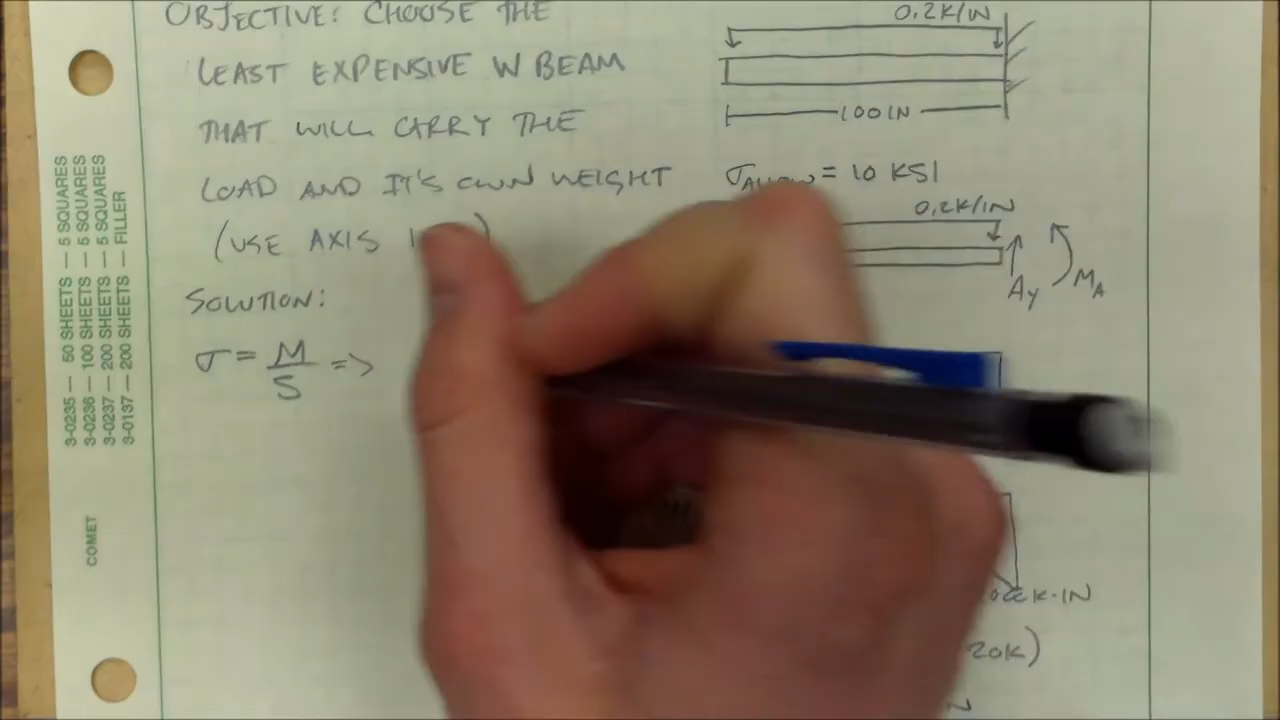 OBJECTIVE: CHOOSE THE
LEAST EXPENSIVE W BEAM
THAT WILL CARRY THE
LOAD AND IT'S OWN WEIGHT
(USE AXIS
SOLUTION:
σ = M/S =>
0.2K/IN
100IN
= 10 KSI
0.2K/IN
Ay
MA
K·IN
20K)
3-0235 — 50 SHEETS — 5 SQUARES
3-0236 — 100 SHEETS — 5 SQUARES
3-0237 — 200 SHEETS — 5 SQUARES
3-0137 — 200 SHEETS — FILLER
COMET